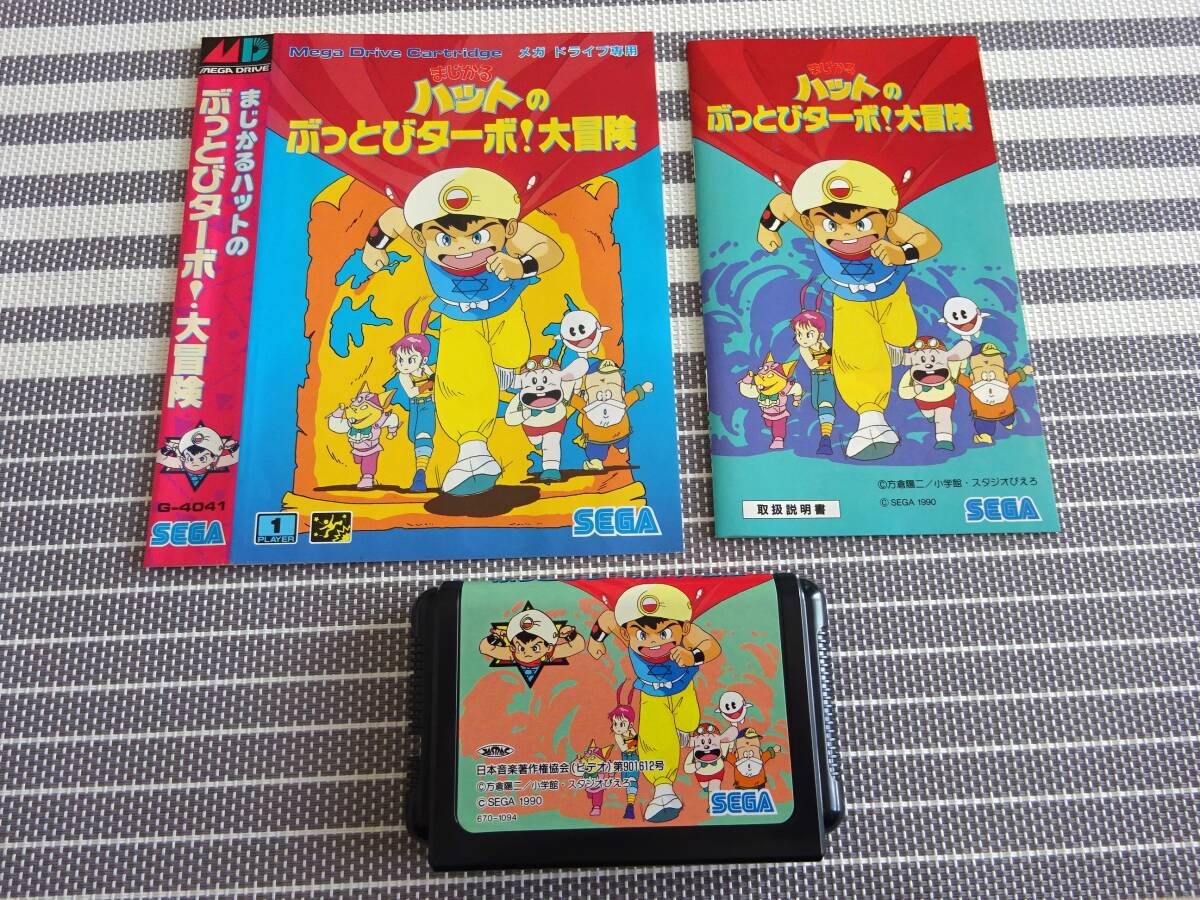 MD
MEGA DRIVE
まじかるハットの
ぶっとびターボ!大冒険
G-4041
SEGA
Mega Drive Cartridge メガ ドライブ専用
まじかる
ハットの
ぶっとびターボ!大冒険
1
PLAYER
SEGA
まじかる
ハットの
ぶっとびターボ!大冒険
©方倉陽二/小学館・スタジオぴえろ
© SEGA 1990
取扱説明書
SEGA
JASRAC
日本音楽著作権協会(ビデオ)第901612号
©方倉陽二/小学館・スタジオぴえろ
c SEGA 1990
670-1094
SEGA